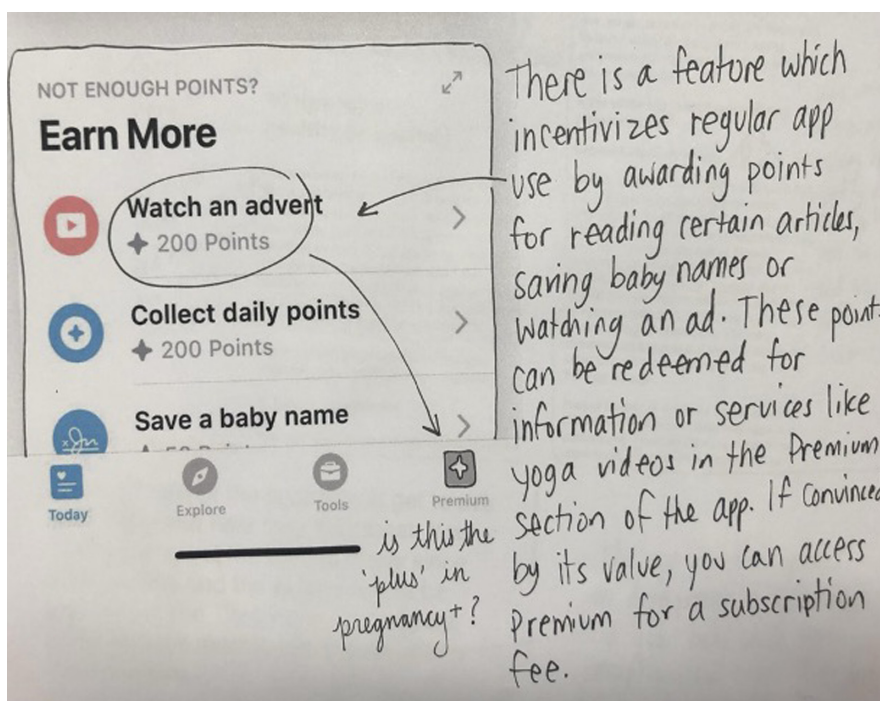 NOT ENOUGH POINTS?
Earn More
Watch an advert
200 Points
Collect daily points
200 Points
Save a baby name
Today
Explore
Tools
Premium
is this the
'plus' in
pregnancy+?
There is a feature which
incentivizes regular app
use by awarding points
for reading certain articles,
saving baby names or
watching an ad. These point
can be redeemed for
information or services like
yoga videos in the Premium
section of the app. If convinced
by its value, you can access
Premium for a subscription
fee.